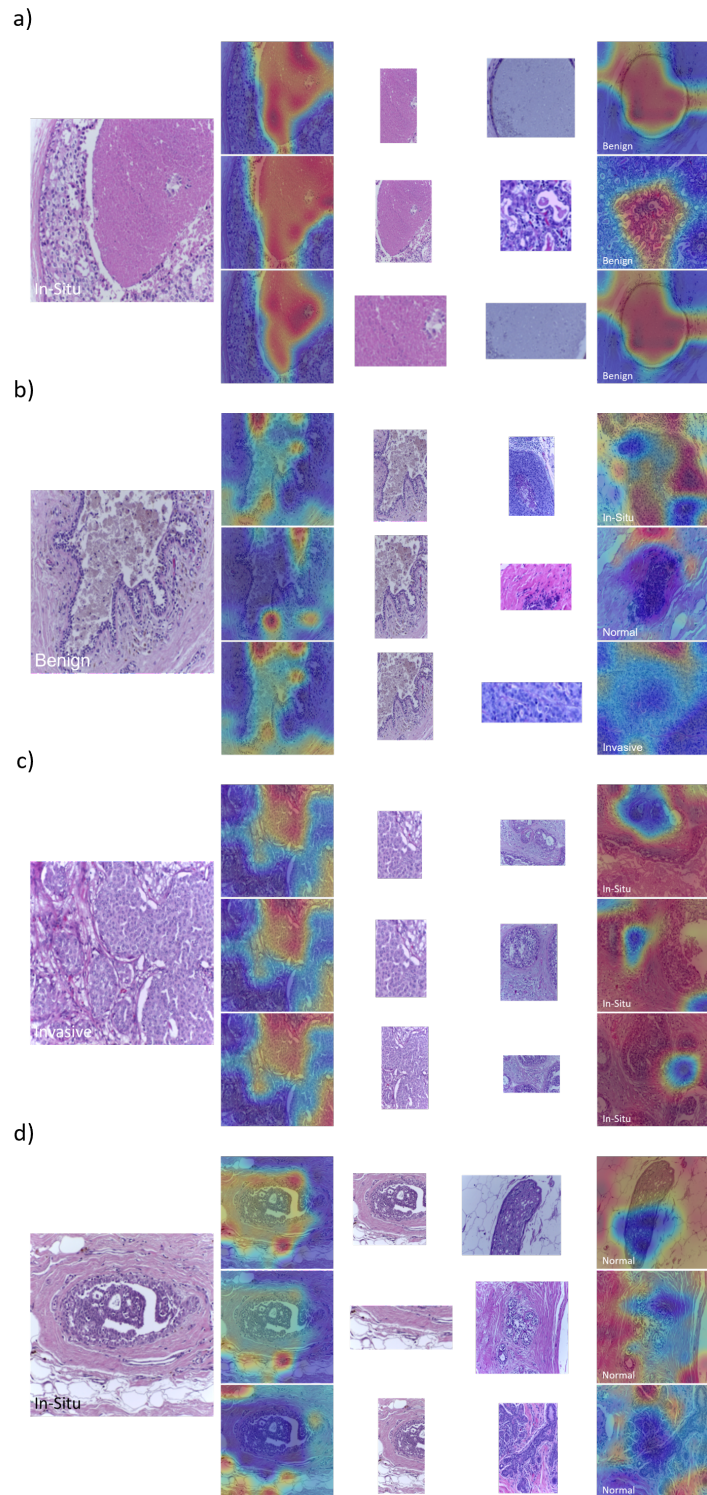 a)
Benign
Benign
In-Situ
Benign
b)
In-Situ
Normal
Benign
Invasive
c)
In-Situ
Invasive
In-Situ
In-Situ
d)
Normal
Normal
In-Situ
Normal